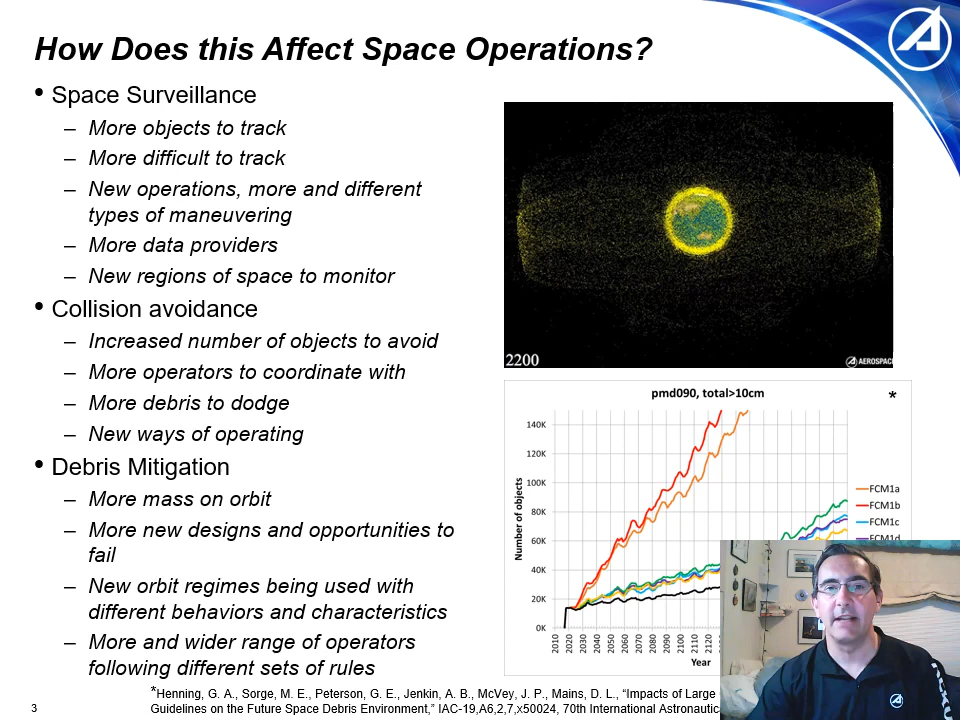 How Does this Affect Space Operations?
• Space Surveillance
– More objects to track
– More difficult to track
– New operations, more and different
types of maneuvering
– More data providers
– New regions of space to monitor
• Collision avoidance
– Increased number of objects to avoid
– More operators to coordinate with
– More debris to dodge
– New ways of operating
• Debris Mitigation
– More mass on orbit
– More new designs and opportunities to
fail
– New orbit regimes being used with
different behaviors and characteristics
– More and wider range of operators
following different sets of rules
2200
AEROSPACE
pmd090, total>10cm
*
140K
120K
100K
80K
60K
40K
20K
0K
Number of objects
2010
2020
2030
2040
2050
2060
2070
2080
2090
2100
2110
2120
Year
FCM1a
FCM1b
FCM1c
FCM1d
*Henning, G. A., Sorge, M. E., Peterson, G. E., Jenkin, A. B., McVey, J. P., Mains, D. L., “Impacts of Large
Guidelines on the Future Space Debris Environment,” IAC-19,A6,2,7,x50024, 70th International Astronautica
3